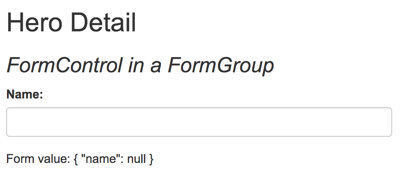 Hero Detail
FormControl in a FormGroup
Name:
Form value: { "name": null }